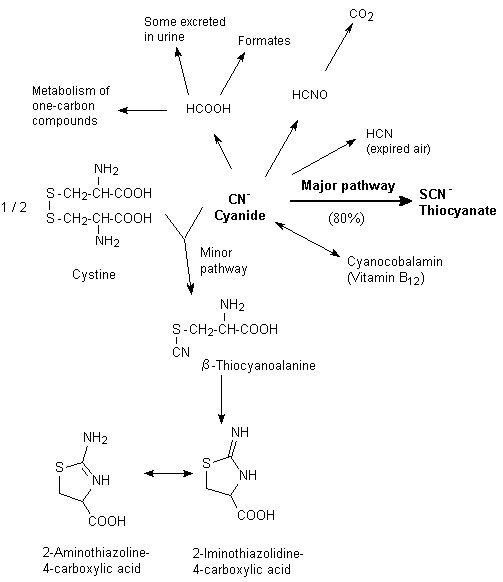 CO2
Some excreted
in urine
Formates
Metabolism of
one-carbon
compounds
HCOOH
HCNO
HCN
(expired air)
NH2
S-CH2-CH-COOH
1 / 2
S-CH2-CH-COOH
NH2
Cystine
CN-
Cyanide
Major pathway
(80%)
SCN-
Thiocyanate
Minor
pathway
Cyanocobalamin
(Vitamin B12)
NH2
S-CH2-CH-COOH
CN
β-Thiocyanoalanine
NH2
S
NH
COOH
NH
S
NH
COOH
2-Aminothiazoline-
4-carboxylic acid
2-Iminothiazolidine-
4-carboxylic acid